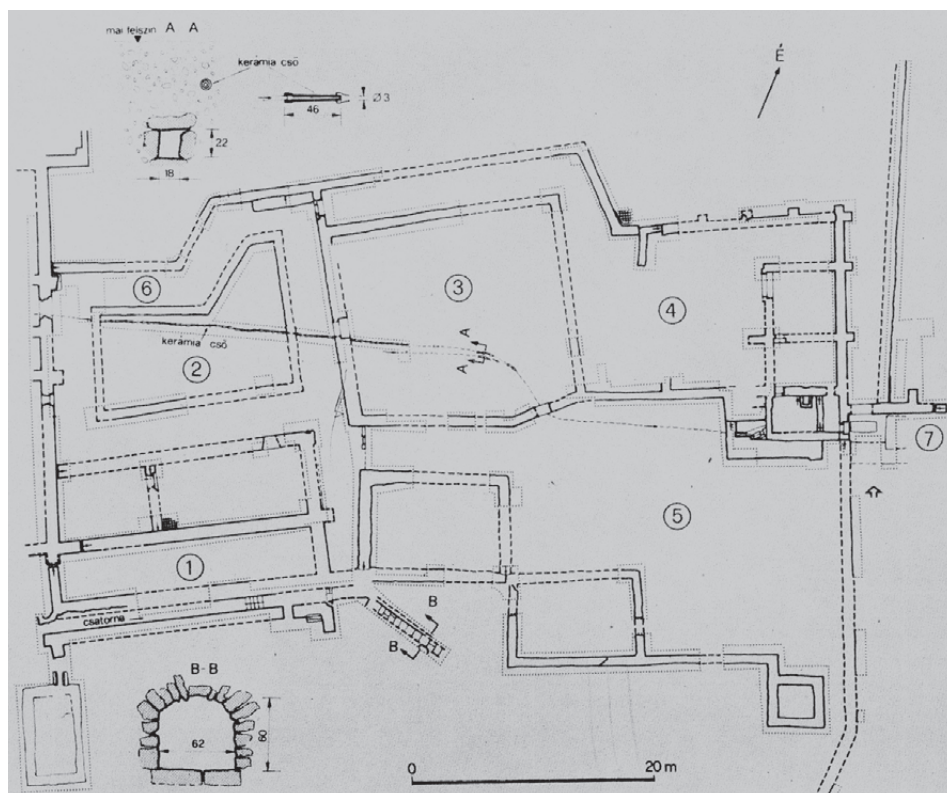 mai felszín A A
kerámia cső
É
46
Ø3
22
18
6
3
4
A
kerámia cső
2
A
7
5
1
B
csatorna
B
B-B
62
60
0 20 m